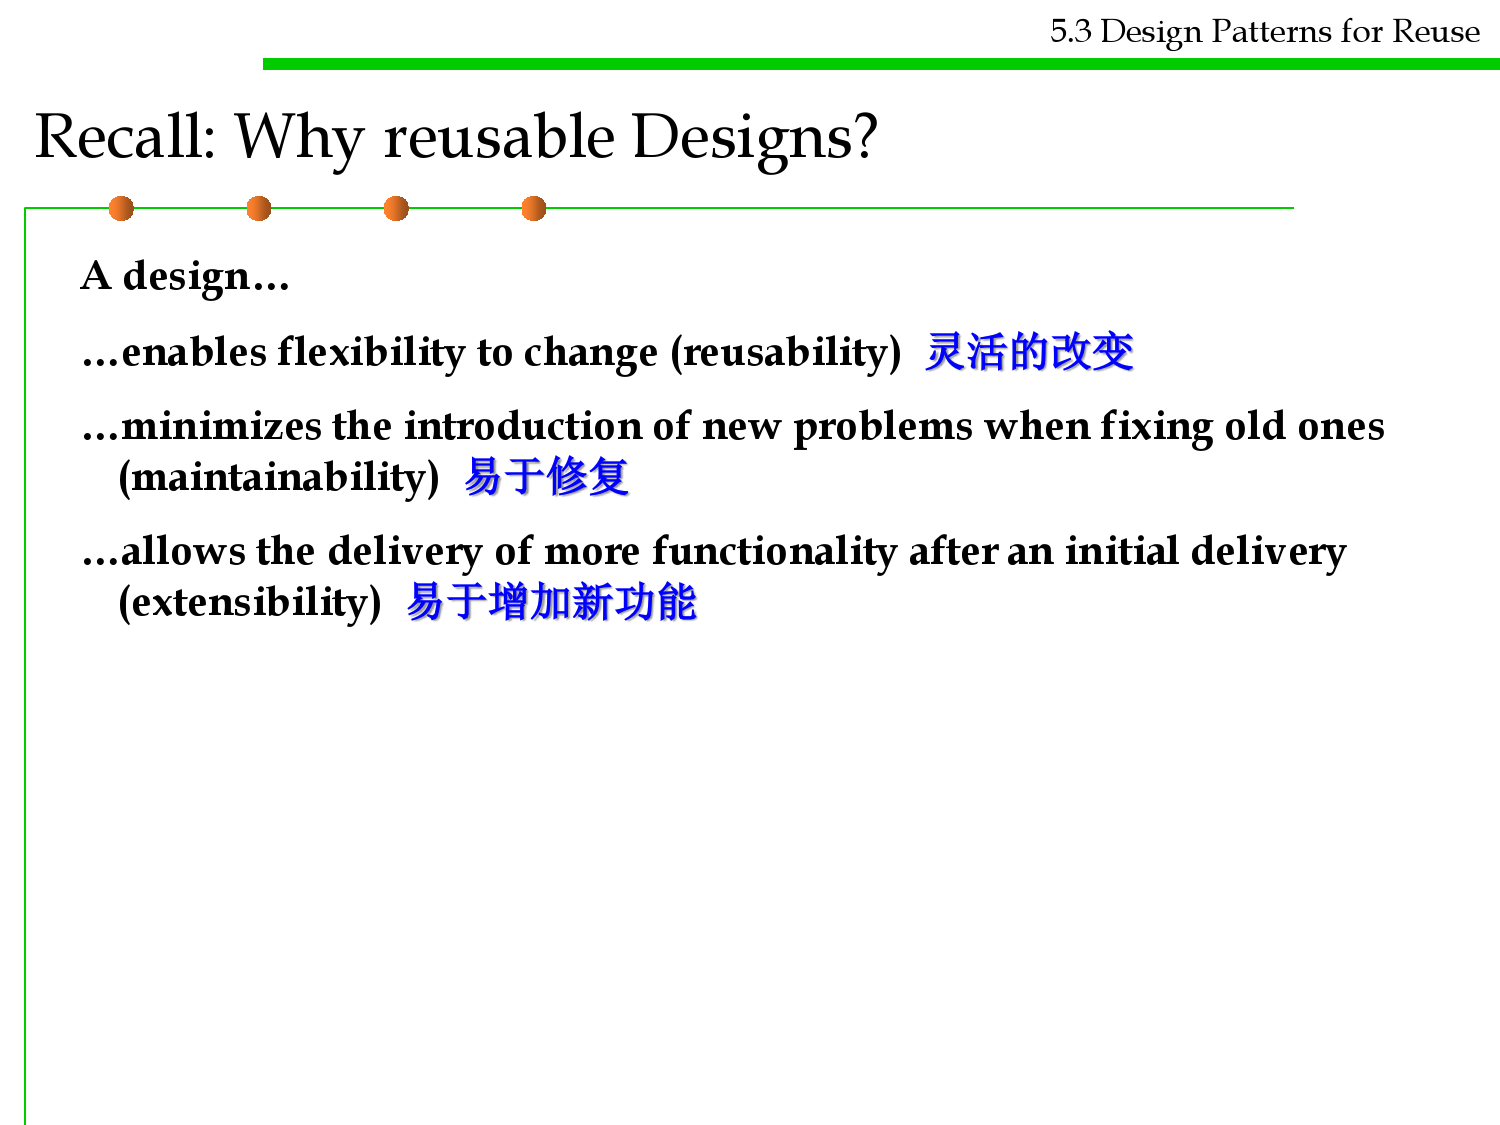 5.3 Design Patterns for Reuse
Recall: Why reusable Designs?
A design…
…enables flexibility to change (reusability) 灵活的改变
…minimizes the introduction of new problems when fixing old ones
(maintainability) 易于修复
…allows the delivery of more functionality after an initial delivery
(extensibility) 易于增加新功能